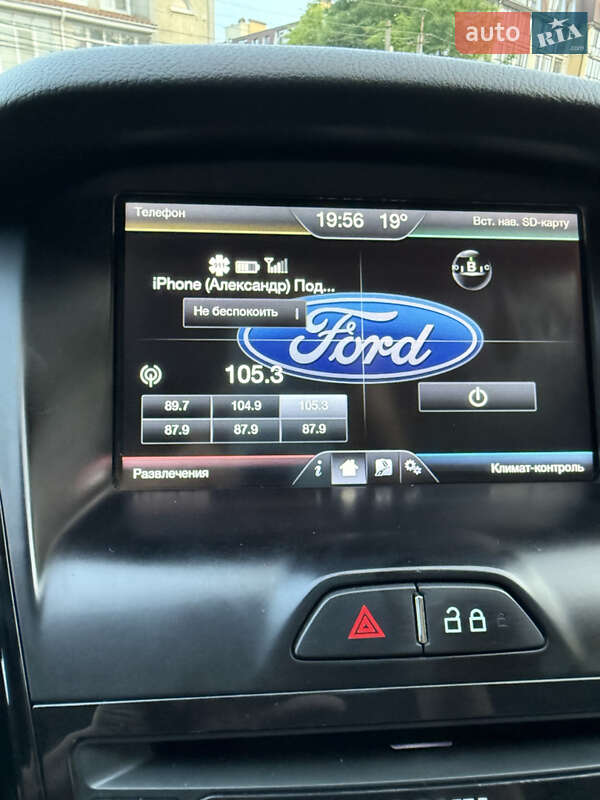 auto RIA .com
Телефон
19:56 19°
Вст. нав. SD-карту
iPhone (Александр) Под...
Не беспокоить
Ford
105.3
89.7 104.9 105.3
87.9 87.9 87.9
Развлечения
i
Климат-контроль